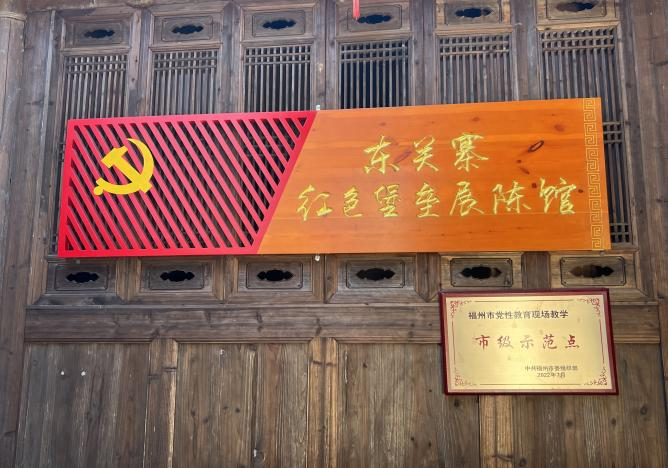 东关寨
红色堡垒展陈馆
福州市党性教育现场教学
市级示范点
中共福州市委组织部
2022年3月